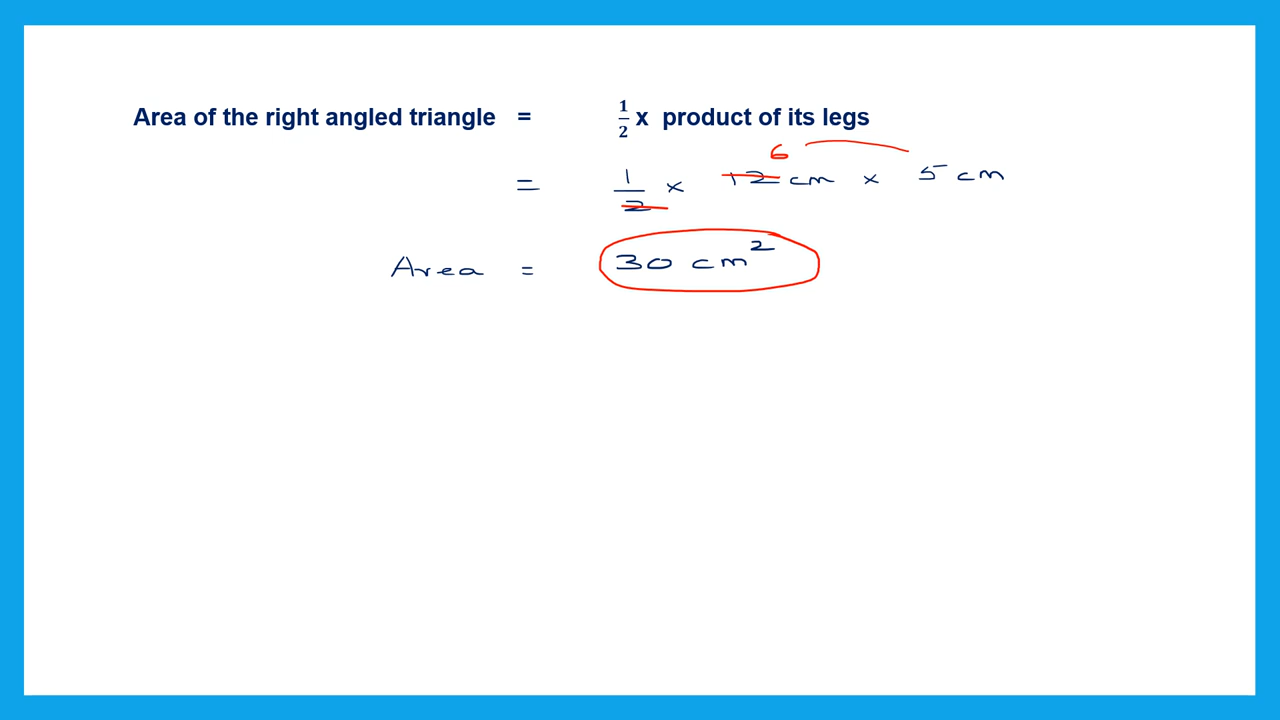 Area of the right angled triangle = 1/2 x product of its legs
6
= 1/2 × 12 cm × 5 cm
Area = 30 cm²